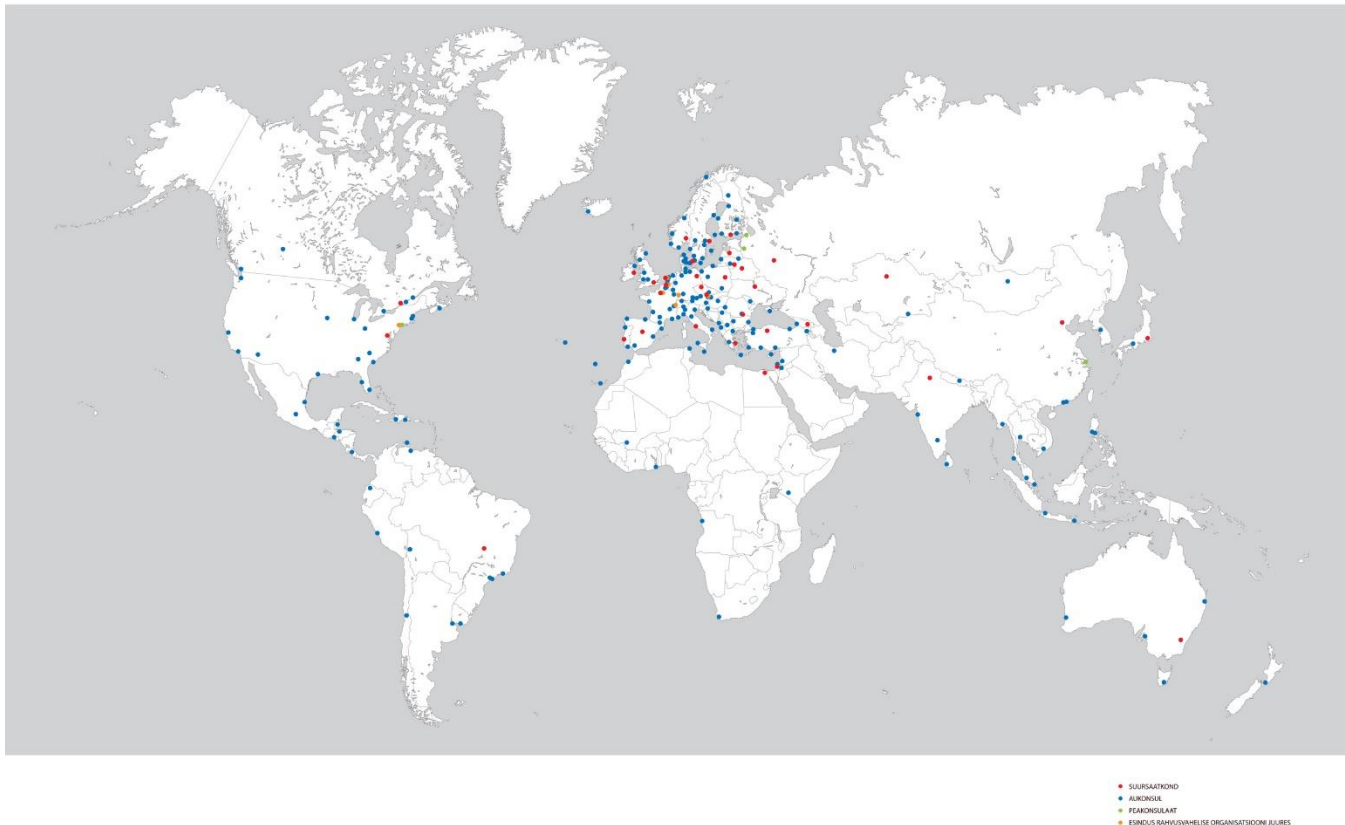 SUURSAATKOND
AUKONSUL
PEAKONSULAAT
ESINDUS RAHVUSVAHELISE ORGANISATSIOONI JUURES